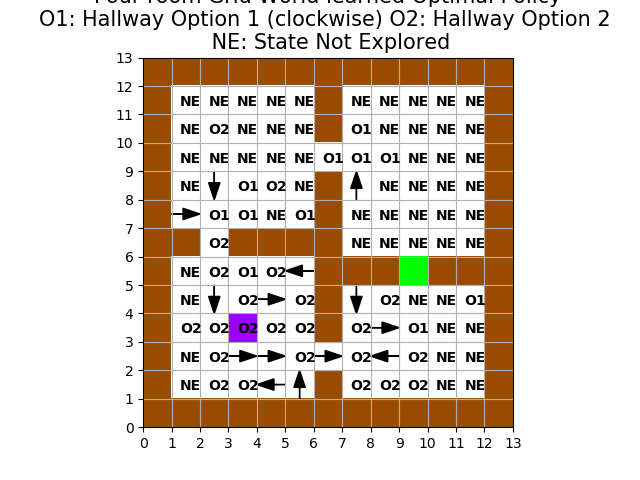 Four room Grid World learned Optimal Policy
O1: Hallway Option 1 (clockwise) O2: Hallway Option 2
NE: State Not Explored
13
12
NE NE NE NE NE NE NE NE NE NE
11
NE O2 NE NE NE O1 NE NE NE NE
10
NE NE NE NE NE O1 O1 O1 NE NE NE
9
NE O1 O2 NE NE NE NE NE
8
O1 O1 NE O1 NE NE NE NE NE
7
O2 NE NE NE NE NE
6
NE O2 O1 O2
5
NE O2 O2 O2 NE NE O1
4
O2 O2 O2 O2 O2 O2 O1 NE NE
3
NE O2 O2 O2 O2 NE NE
2
NE O2 O2 O2 O2 O2 NE NE
1
0
0 1 2 3 4 5 6 7 8 9 10 11 12 13